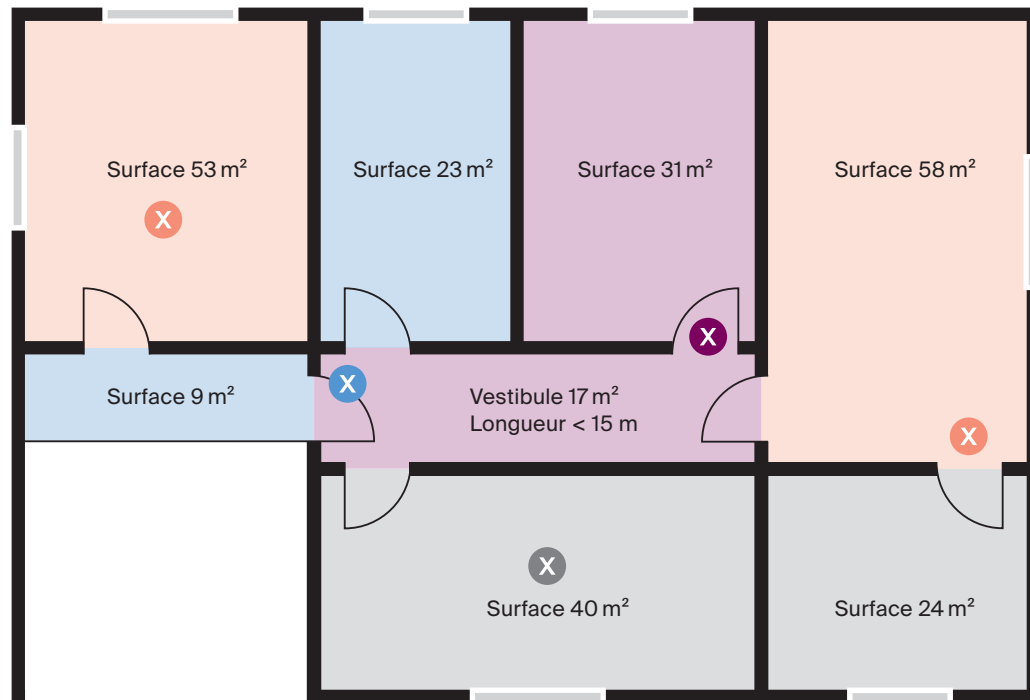 Surface 53 m²
Surface 23 m²
Surface 31 m²
Surface 58 m²
X
X
X
Surface 9 m²
Vestibule 17 m²
Longueur < 15 m
X
X
Surface 40 m²
Surface 24 m²